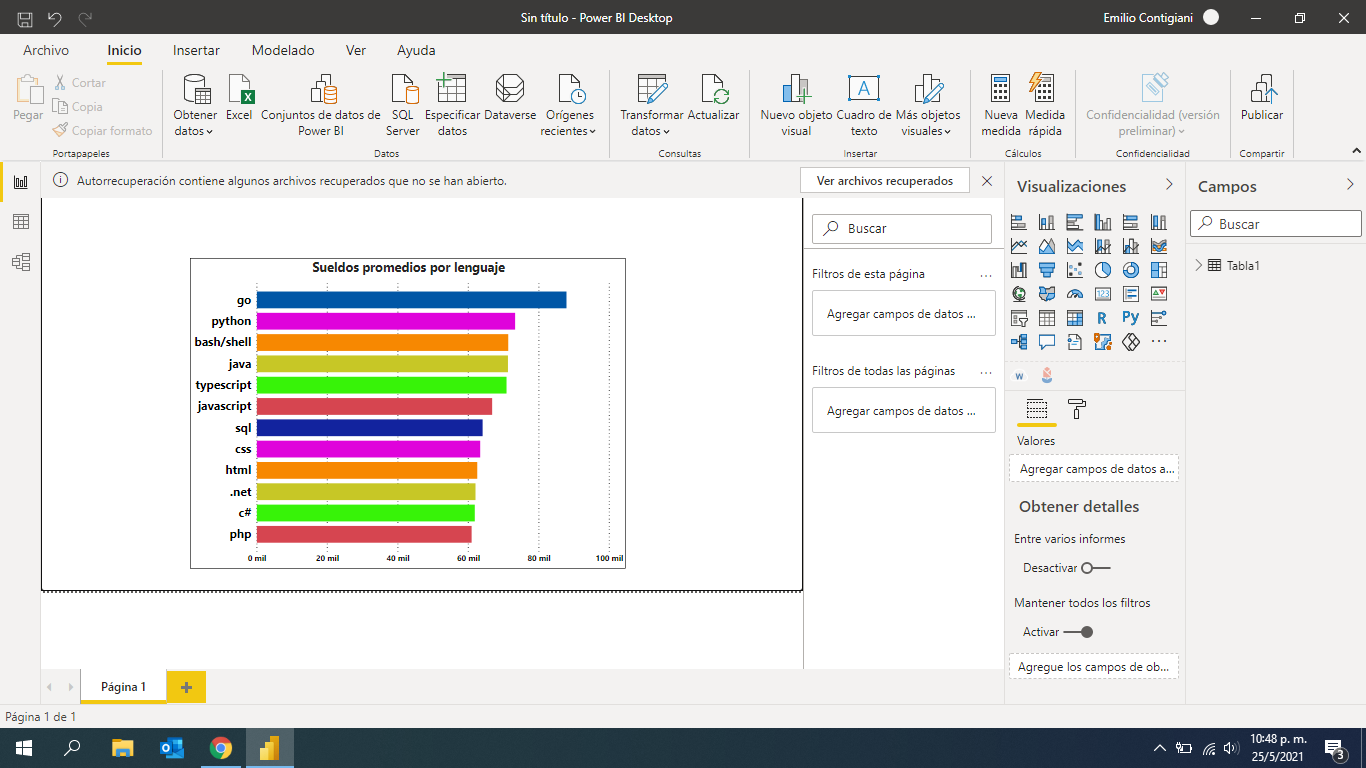 Sin título - Power BI Desktop
Emilio Contigiani
Archivo
Inicio
Insertar
Modelado
Ver
Ayuda
Pegar
Cortar
Copia
Copiar formato
Portapapeles
Obtener
datos
Excel
Conjuntos de datos de
Power BI
SQL
Server
Especificar
datos
Dataverse
Orígenes
recientes
Datos
Transformar
datos
Actualizar
Consultas
Nuevo objeto
visual
A
Cuadro de
texto
Más objetos
visuales
Insertar
Nueva
medida
Medida
rápida
Cálculos
Confidencialidad (versión
preliminar)
Confidencialidad
Publicar
Compartir
Autorrecuperación contiene algunos archivos recuperados que no se han abierto.
Ver archivos recuperados
Sueldos promedios por lenguaje
go
python
bash/shell
java
typescript
javascript
sql
css
html
.net
c#
php
0 mil
20 mil
40 mil
60 mil
80 mil
100 mil
Buscar
Filtros de esta página
...
Agregar campos de datos ...
Filtros de todas las páginas
...
Agregar campos de datos ...
Visualizaciones
123
R
Py
...
W
Valores
Agregar campos de datos a...
Obtener detalles
Entre varios informes
Desactivar
Mantener todos los filtros
Activar
Agregue los campos de ob...
Campos
Buscar
Tabla1
Página 1
+
Página 1 de 1
10:48 p. m.
25/5/2021
3